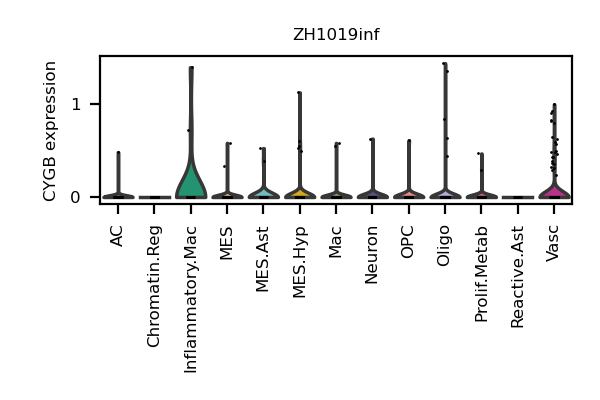 ZH1019inf
CYGB expression
1
0
AC
Chromatin.Reg
Inflammatory.Mac
MES
MES.Ast
MES.Hyp
Mac
Neuron
OPC
Oligo
Prolif.Metab
Reactive.Ast
Vasc